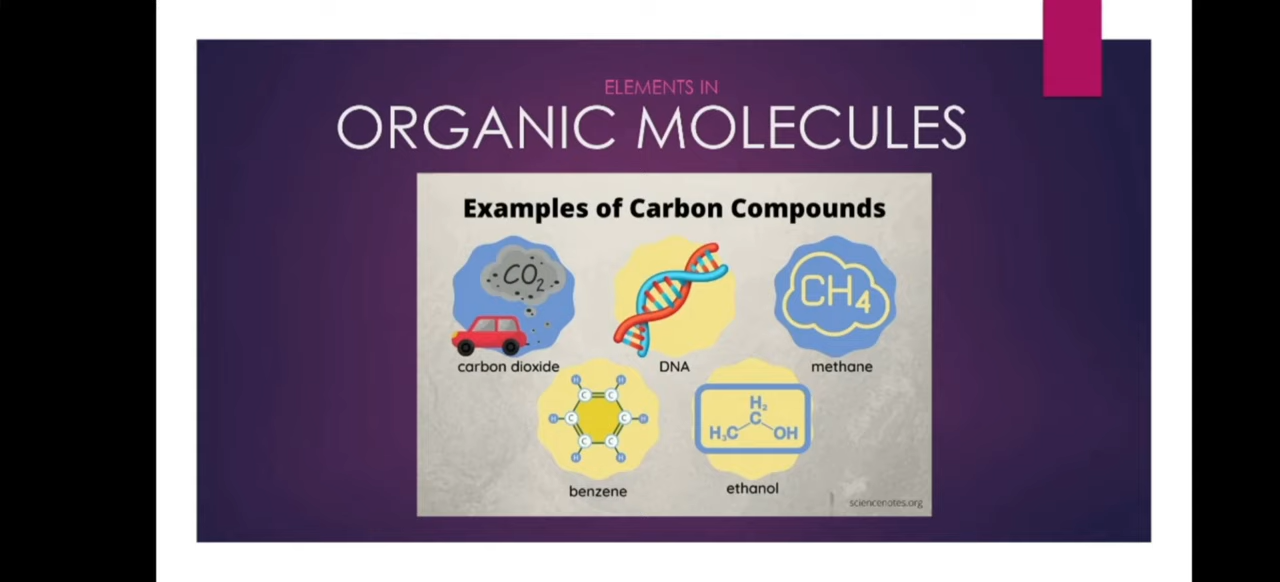 ELEMENTS IN
ORGANIC MOLECULES
Examples of Carbon Compounds
CO₂
CH₄
carbon dioxide
DNA
methane
H
H
C
C
H
C
C
H
C
C
H
H
H₂
C
H₃C
OH
benzene
ethanol
sciencenotes.org